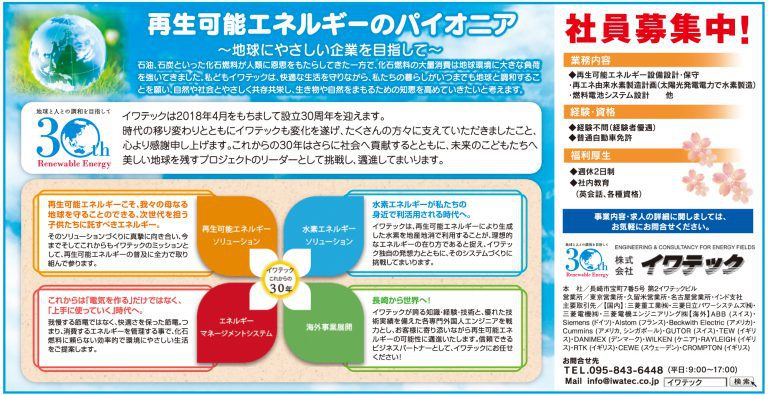 再生可能エネルギーのパイオニア
〜地球にやさしい企業を目指して〜
石油、石炭といった化石燃料が人類に恩恵をもたらしてきた一方で、化石燃料の大量消費は地球環境に大きな負荷
を強いてきました。私どもイワテックは、快適な生活を守りながら、私たちの暮らしがいつまでも地球と調和すること
を願い、自然や社会とやさしく共存共栄し、生き物や自然をまもるための知恵を高めていきたいと考えます。
地球と人との調和を目指して
30th
Renewable Energy
イワテックは2018年4月をもちまして設立30周年を迎えます。
時代の移り変わりとともにイワテックも変化を遂げ、たくさんの方々に支えていただきましたこと、
心より感謝申し上げます。これからの30年はさらに社会へ貢献するとともに、未来のこどもたちへ
美しい地球を残すプロジェクトのリーダーとして挑戦し、邁進してまいります。
再生可能エネルギーこそ、我々の母なる
地球を守ることのできる、次世代を担う
子供たちに託すべきエネルギー。
そのソリューションづくりに真摯に向き合い、今
までそしてこれからもイワテックのミッションと
して、再生可能エネルギーの普及に全力で取り
組んで参ります。
再生可能エネルギー
ソリューション
水素エネルギー
ソリューション
水素エネルギーが私たちの
身近で利活用される時代へ。
イワテックは、再生可能エネルギーにより生成
した水素を地産地消で利用することが、理想的
なエネルギーの在り方であると捉え、イワテッ
ク独自の発想力とともに、そのシステムづくりに
挑戦してまいります。
イワテック
これからの
30年
これからは「電気を作る」だけではなく、
「上手に使っていく」時代へ。
我慢する節電ではなく、快適さを保った節電。つ
まり、消費するエネルギーを管理する事で、化石
燃料に頼らない効率的で環境にやさしい生活
をご提案します。
エネルギー
マネージメントシステム
海外事業展開
長崎から世界へ!
イワテックが誇る知識・経験・技術と、優れた技
術実績を備えた各専門外国人エンジニアを戦
力とし、お客様に寄り添いながら再生可能エネル
ギーの可能性に邁進いたします。信頼できる
ビジネスパートナーとして、イワテックにお任せ
ください!
社員募集中!
業務内容
◆再生可能エネルギー設備設計・保守
・再エネ由来水素製造計画(太陽光発電電力で水素製造)
・燃料電池システム設計 他
経験・資格
◆経験不問(経験者優遇)
◆普通自動車免許
福利厚生
◆週休2日制
◆社内教育
(英会話、各種資格)
事業内容・求人の詳細に関しましては、
お気軽にお問合せください。
地球と人との調和を目指して
30th
Renewable Energy
ENGINEERING & CONSULTANCY FOR ENERGY FIELDS
株式会社 イワテック
本 社/長崎市宝町7番5号 第2イワテックビル
営業所/東京営業所・久留米営業所・名古屋営業所・インド支社
主要取引先/【国内】:三菱重工業㈱・三菱日立パワーシステムズ㈱・
三菱電機㈱・三菱電機エンジニアリング㈱【海外】ABB (スイス)・
Siemens (ドイツ)・Alstom (フランス)・Beckwith Electric (アメリカ)・
Cummins (アメリカ, シンガポール)・GUTOR (スイス)・TEW (イギリ
ス)・DANIMEX (デンマーク)・WILKEN (ケニア)・RAYLEIGH (イギリ
ス)・RTK (イギリス)・CEWE (スウェーデン)・CROMPTON (イギリス)
お問合せ先
TEL.095-843-6448 (平日:9:00〜17:00)
Mail info@iwatec.co.jp イワテック 検索